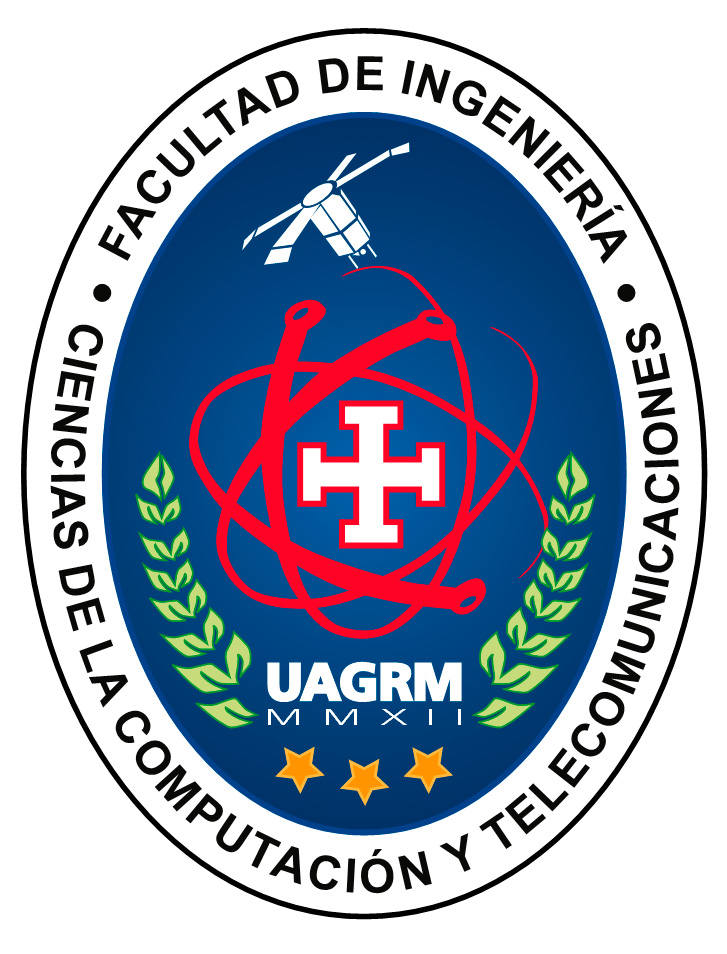 FACULTAD DE INGENIERÍA
CIENCIAS DE LA COMPUTACIÓN Y TELECOMUNICACIONES
UAGRM
MMXII